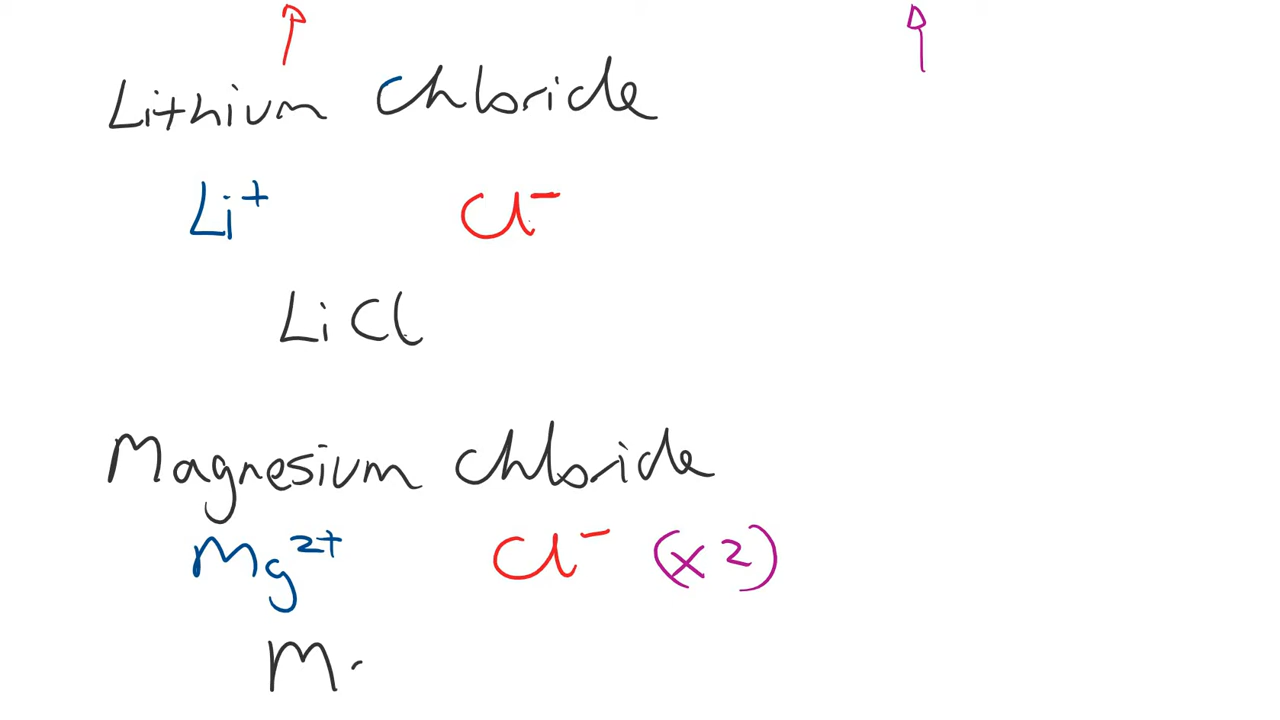 Lithium Chloride
Li⁺ Cl⁻
LiCl
Magnesium Chloride
Mg²⁺ Cl⁻ (x2)
M